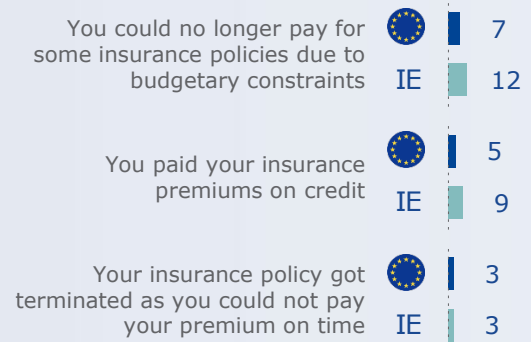 You could no longer pay for
some insurance policies due to
budgetary constraints
7
IE 12
You paid your insurance
premiums on credit
5
IE 9
Your insurance policy got
terminated as you could not pay
your premium on time
3
IE 3